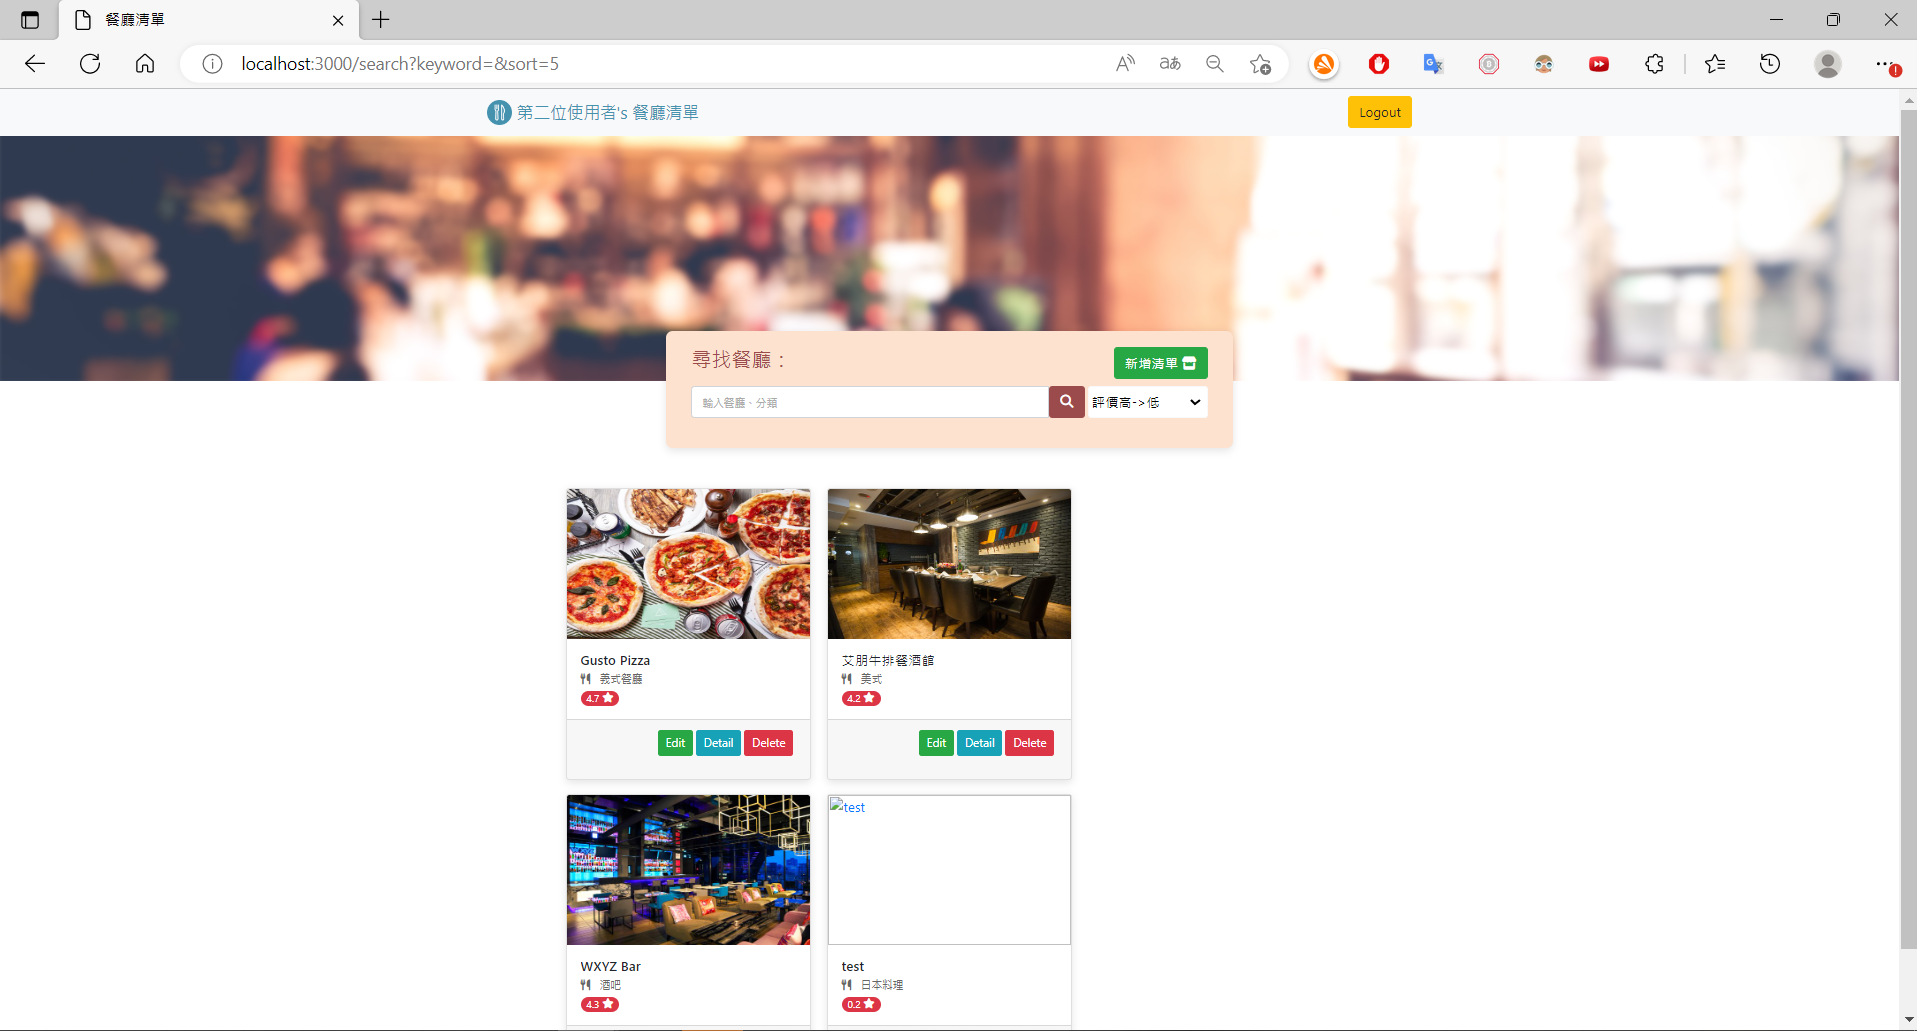 餐廳清單
localhost:3000/search?keyword=&sort=5
第二位使用者's 餐廳清單
Logout
尋找餐廳：
新增清單
輸入餐廳、分類
評價高->低
Gusto Pizza
義式餐廳
4.7
Edit Detail Delete
艾朋牛排餐酒館
美式
4.2
Edit Detail Delete
WXYZ Bar
酒吧
4.3
test
test
日本料理
0.2